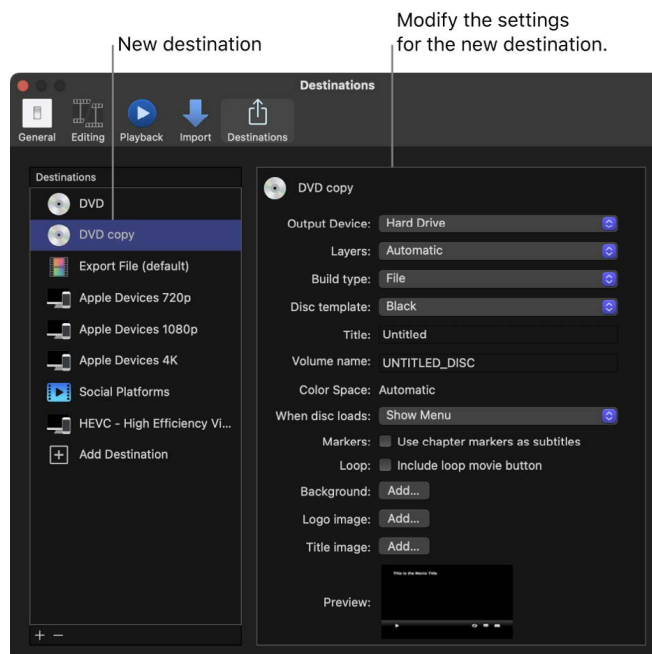 New destination
Modify the settings
for the new destination.
Destinations
General
Editing
Playback
Import
Destinations
Destinations
DVD
DVD copy
Export File (default)
Apple Devices 720p
Apple Devices 1080p
Apple Devices 4K
Social Platforms
HEVC - High Efficiency Vi...
Add Destination
DVD copy
Output Device: Hard Drive
Layers: Automatic
Build type: File
Disc template: Black
Title: Untitled
Volume name: UNTITLED_DISC
Color Space: Automatic
When disc loads: Show Menu
Markers: Use chapter markers as subtitles
Loop: Include loop movie button
Background: Add...
Logo image: Add...
Title image: Add...
Preview:
This is the Movie Title